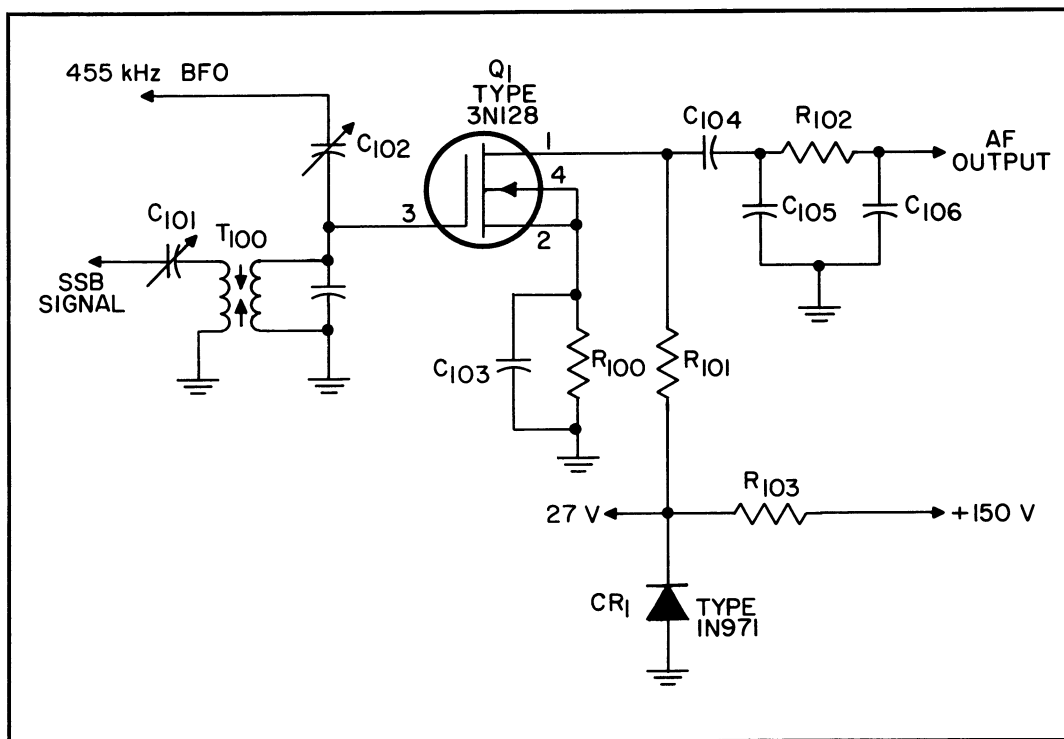 455 kHz BFO
Q1
TYPE
3N128
C102
1
4
3
2
C104
R102
AF
OUTPUT
C105
C106
C101
T100
SSB
SIGNAL
C103
R100
R101
R103
27 V
+150 V
CR1
TYPE
1N971